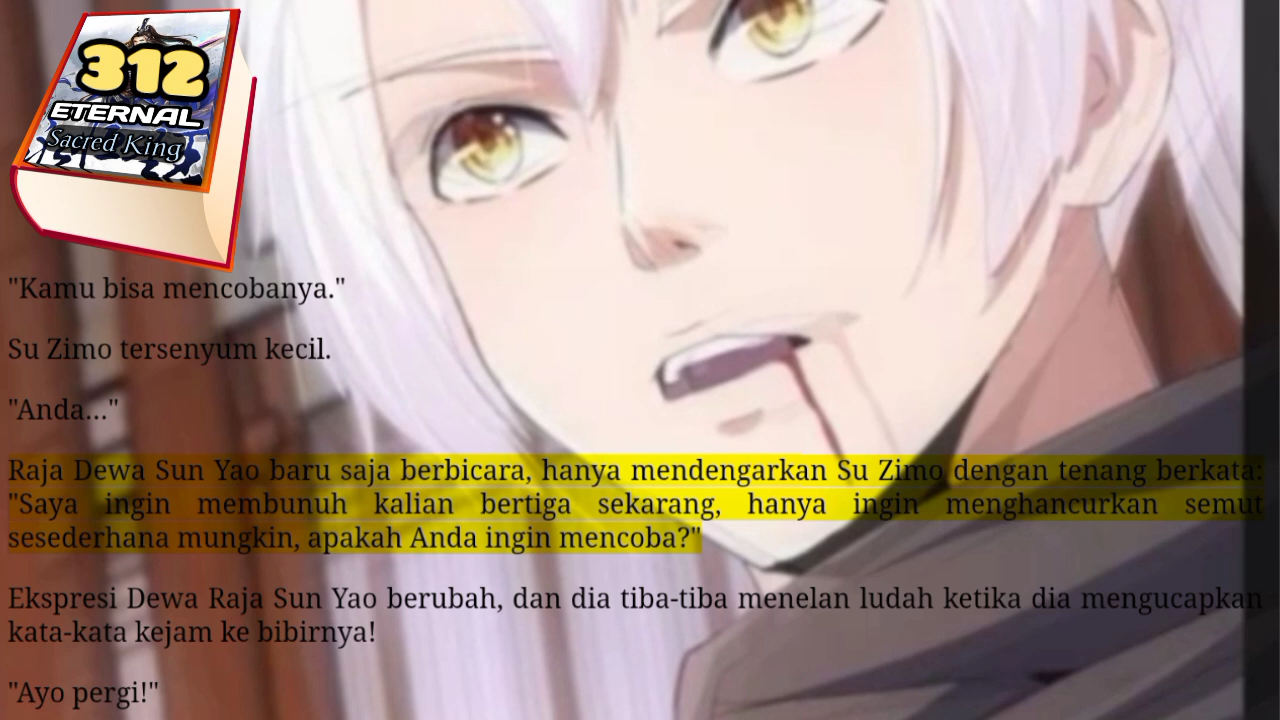 312
ETERNAL
Sacred King
"Kamu bisa mencobanya."
Su Zimo tersenyum kecil.
"Anda..."
Raja Dewa Sun Yao baru saja berbicara, hanya mendengarkan Su Zimo dengan tenang berkata:
"Saya ingin membunuh kalian bertiga sekarang, hanya ingin menghancurkan semut
sesederhana mungkin, apakah Anda ingin mencoba?"
Ekspresi Dewa Raja Sun Yao berubah, dan dia tiba-tiba menelan ludah ketika dia mengucapkan
kata-kata kejam ke bibirnya!
"Ayo pergi!"